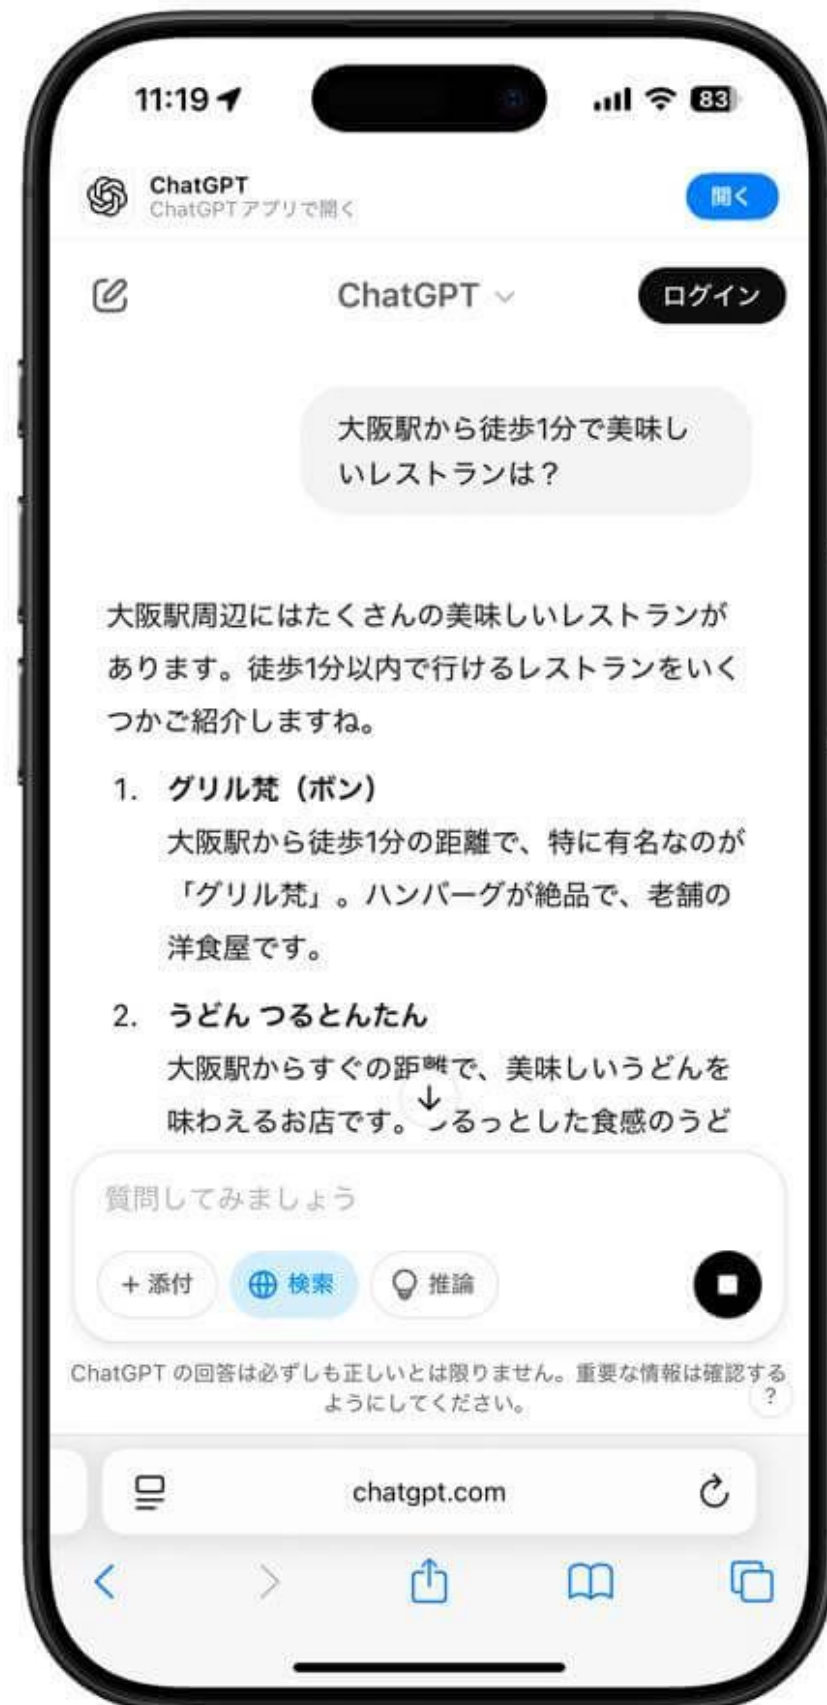 11:19
83
ChatGPT
ChatGPT アプリで開く
開く
ChatGPT
ログイン
大阪駅から徒歩1分で美味し
いレストランは？
大阪駅周辺にはたくさんの美味しいレストランが
あります。徒歩1分以内で行けるレストランをいく
つかご紹介しますね。
1. グリル梵（ボン）
大阪駅から徒歩1分の距離で、特に有名なのが
「グリル梵」。ハンバーグが絶品で、老舗の
洋食屋です。
2. うどん つるとんたん
大阪駅からすぐの距離で、美味しいうどんを
味わえるお店です。つるっとした食感のうど
質問してみましょう
+ 添付
検索
推論
ChatGPT の回答は必ずしも正しいとは限りません。重要な情報は確認する
ようにしてください。
?
chatgpt.com